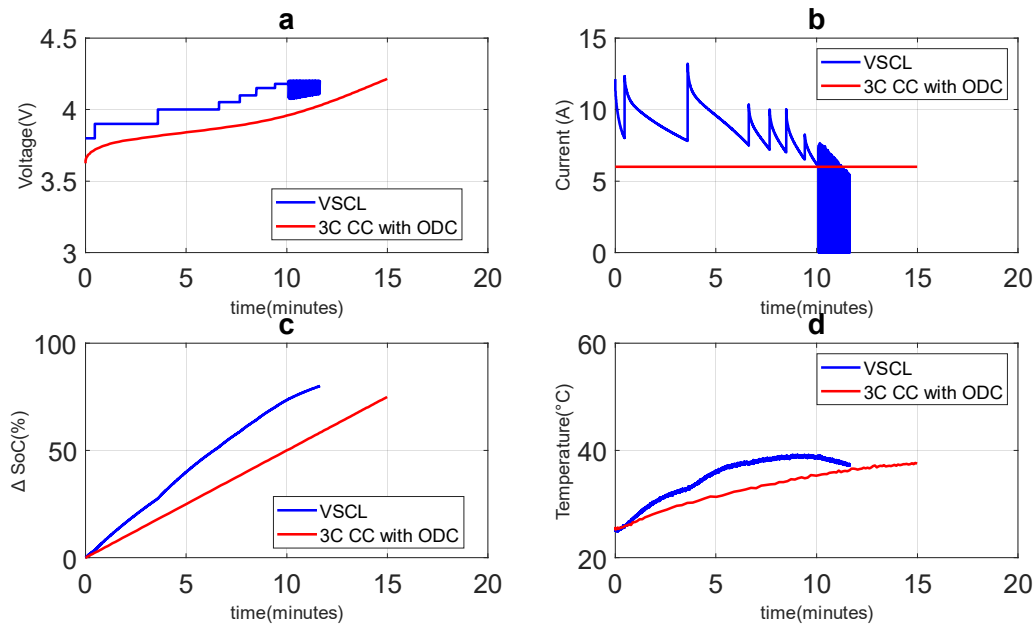 a
4.5
4
3.5
3
Voltage(V)
VSCL
3C CC with ODC
0 5 10 15 20
time(minutes)
b
15
10
5
0
Current (A)
VSCL
3C CC with ODC
0 5 10 15 20
time(minutes)
c
100
50
0
Δ SoC(%)
VSCL
3C CC with ODC
0 5 10 15 20
time(minutes)
d
60
40
20
Temperature(°C)
VSCL
3C CC with ODC
0 5 10 15 20
time(minutes)